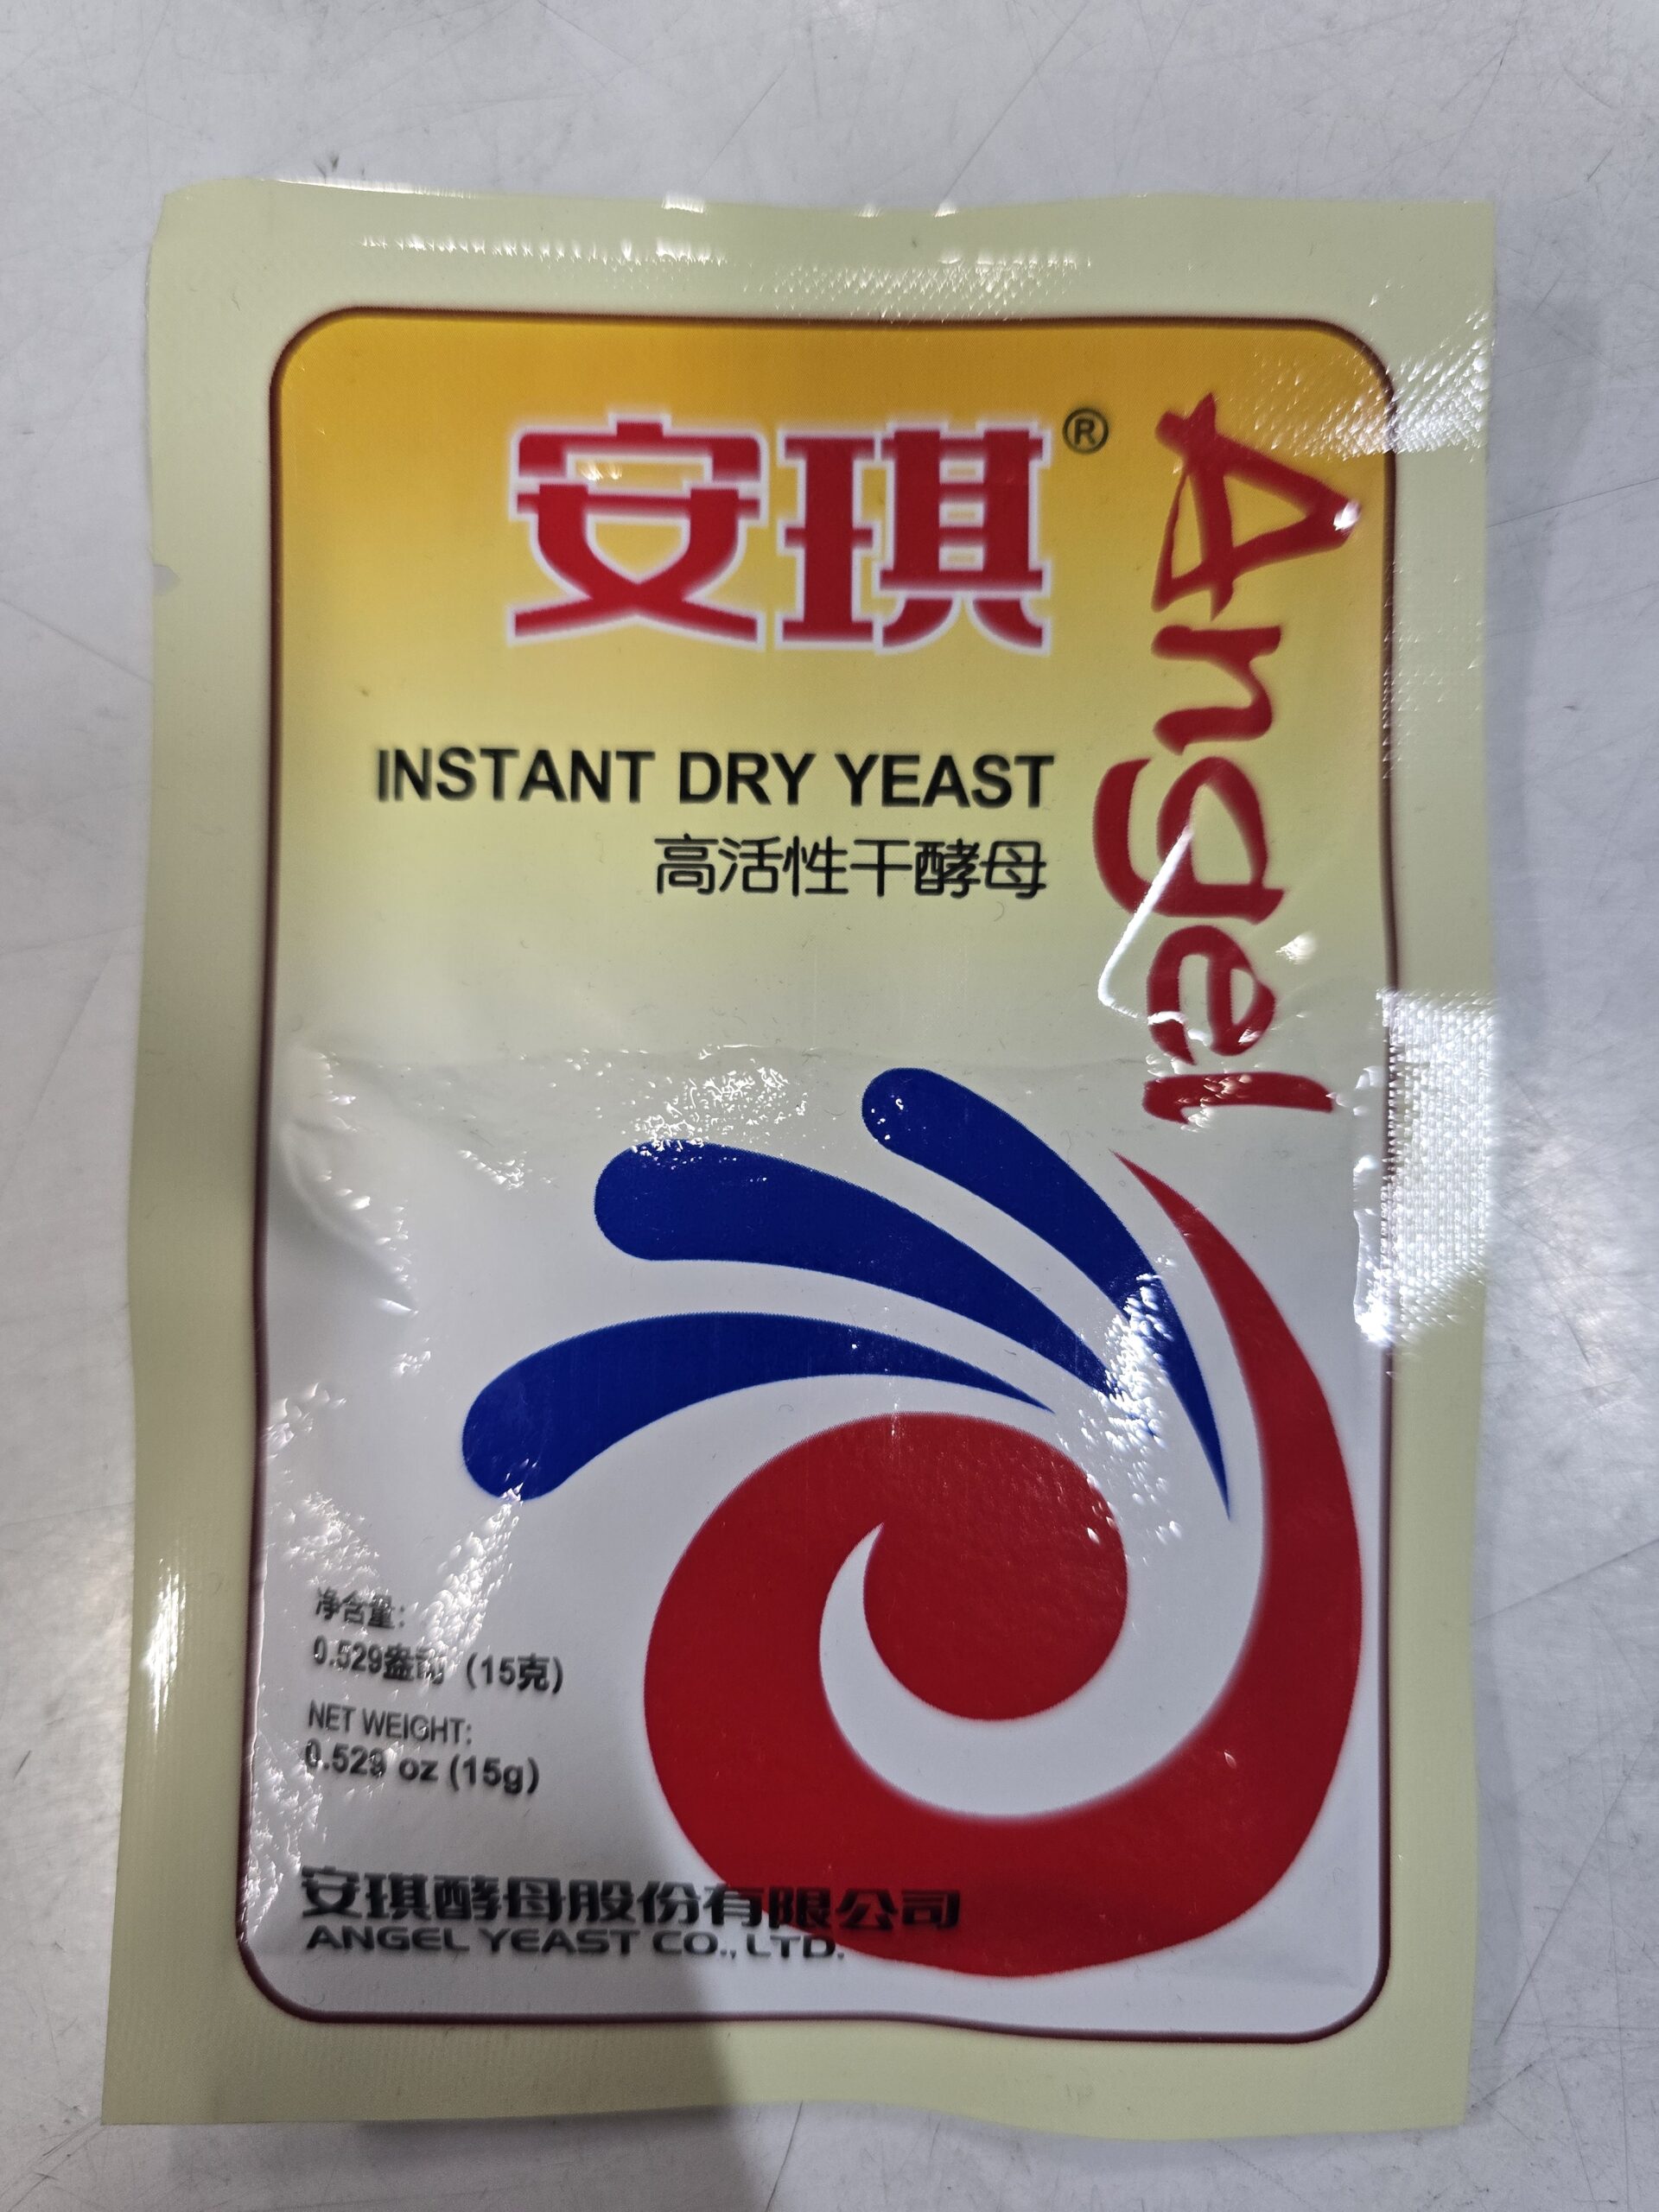 安琪®
Angel
INSTANT DRY YEAST
高活性干酵母
净含量：
0.529盎司（15克）
NET WEIGHT:
0.529 oz (15g)
安琪酵母股份有限公司
ANGEL YEAST CO., LTD.